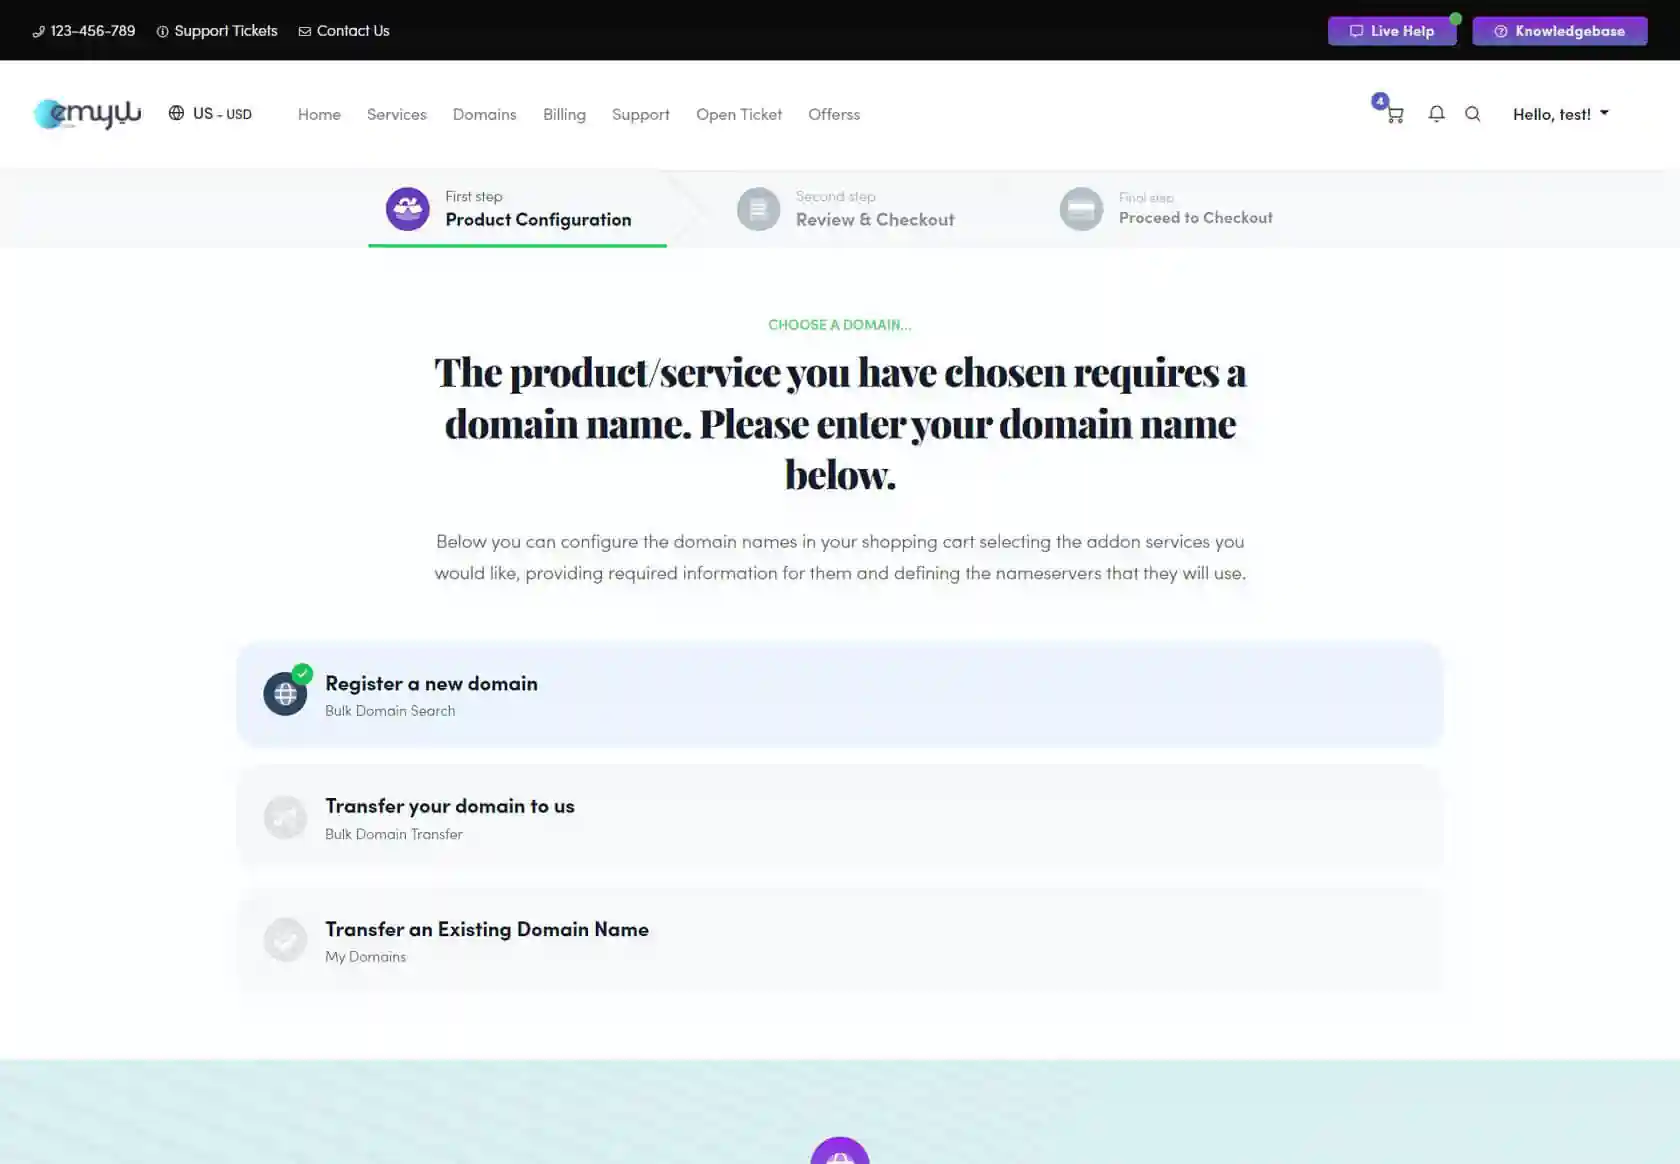 123-456-789 Support Tickets Contact Us Live Help Knowledgebase
US - USD Home Services Domains Billing Support Open Ticket Offerss 4 Hello, test!
First step
Product Configuration
Second step
Review & Checkout
Final step
Proceed to Checkout
CHOOSE A DOMAIN...
The product/service you have chosen requires a
domain name. Please enter your domain name
below.
Below you can configure the domain names in your shopping cart selecting the addon services you
would like, providing required information for them and defining the nameservers that they will use.
Register a new domain
Bulk Domain Search
Transfer your domain to us
Bulk Domain Transfer
Transfer an Existing Domain Name
My Domains